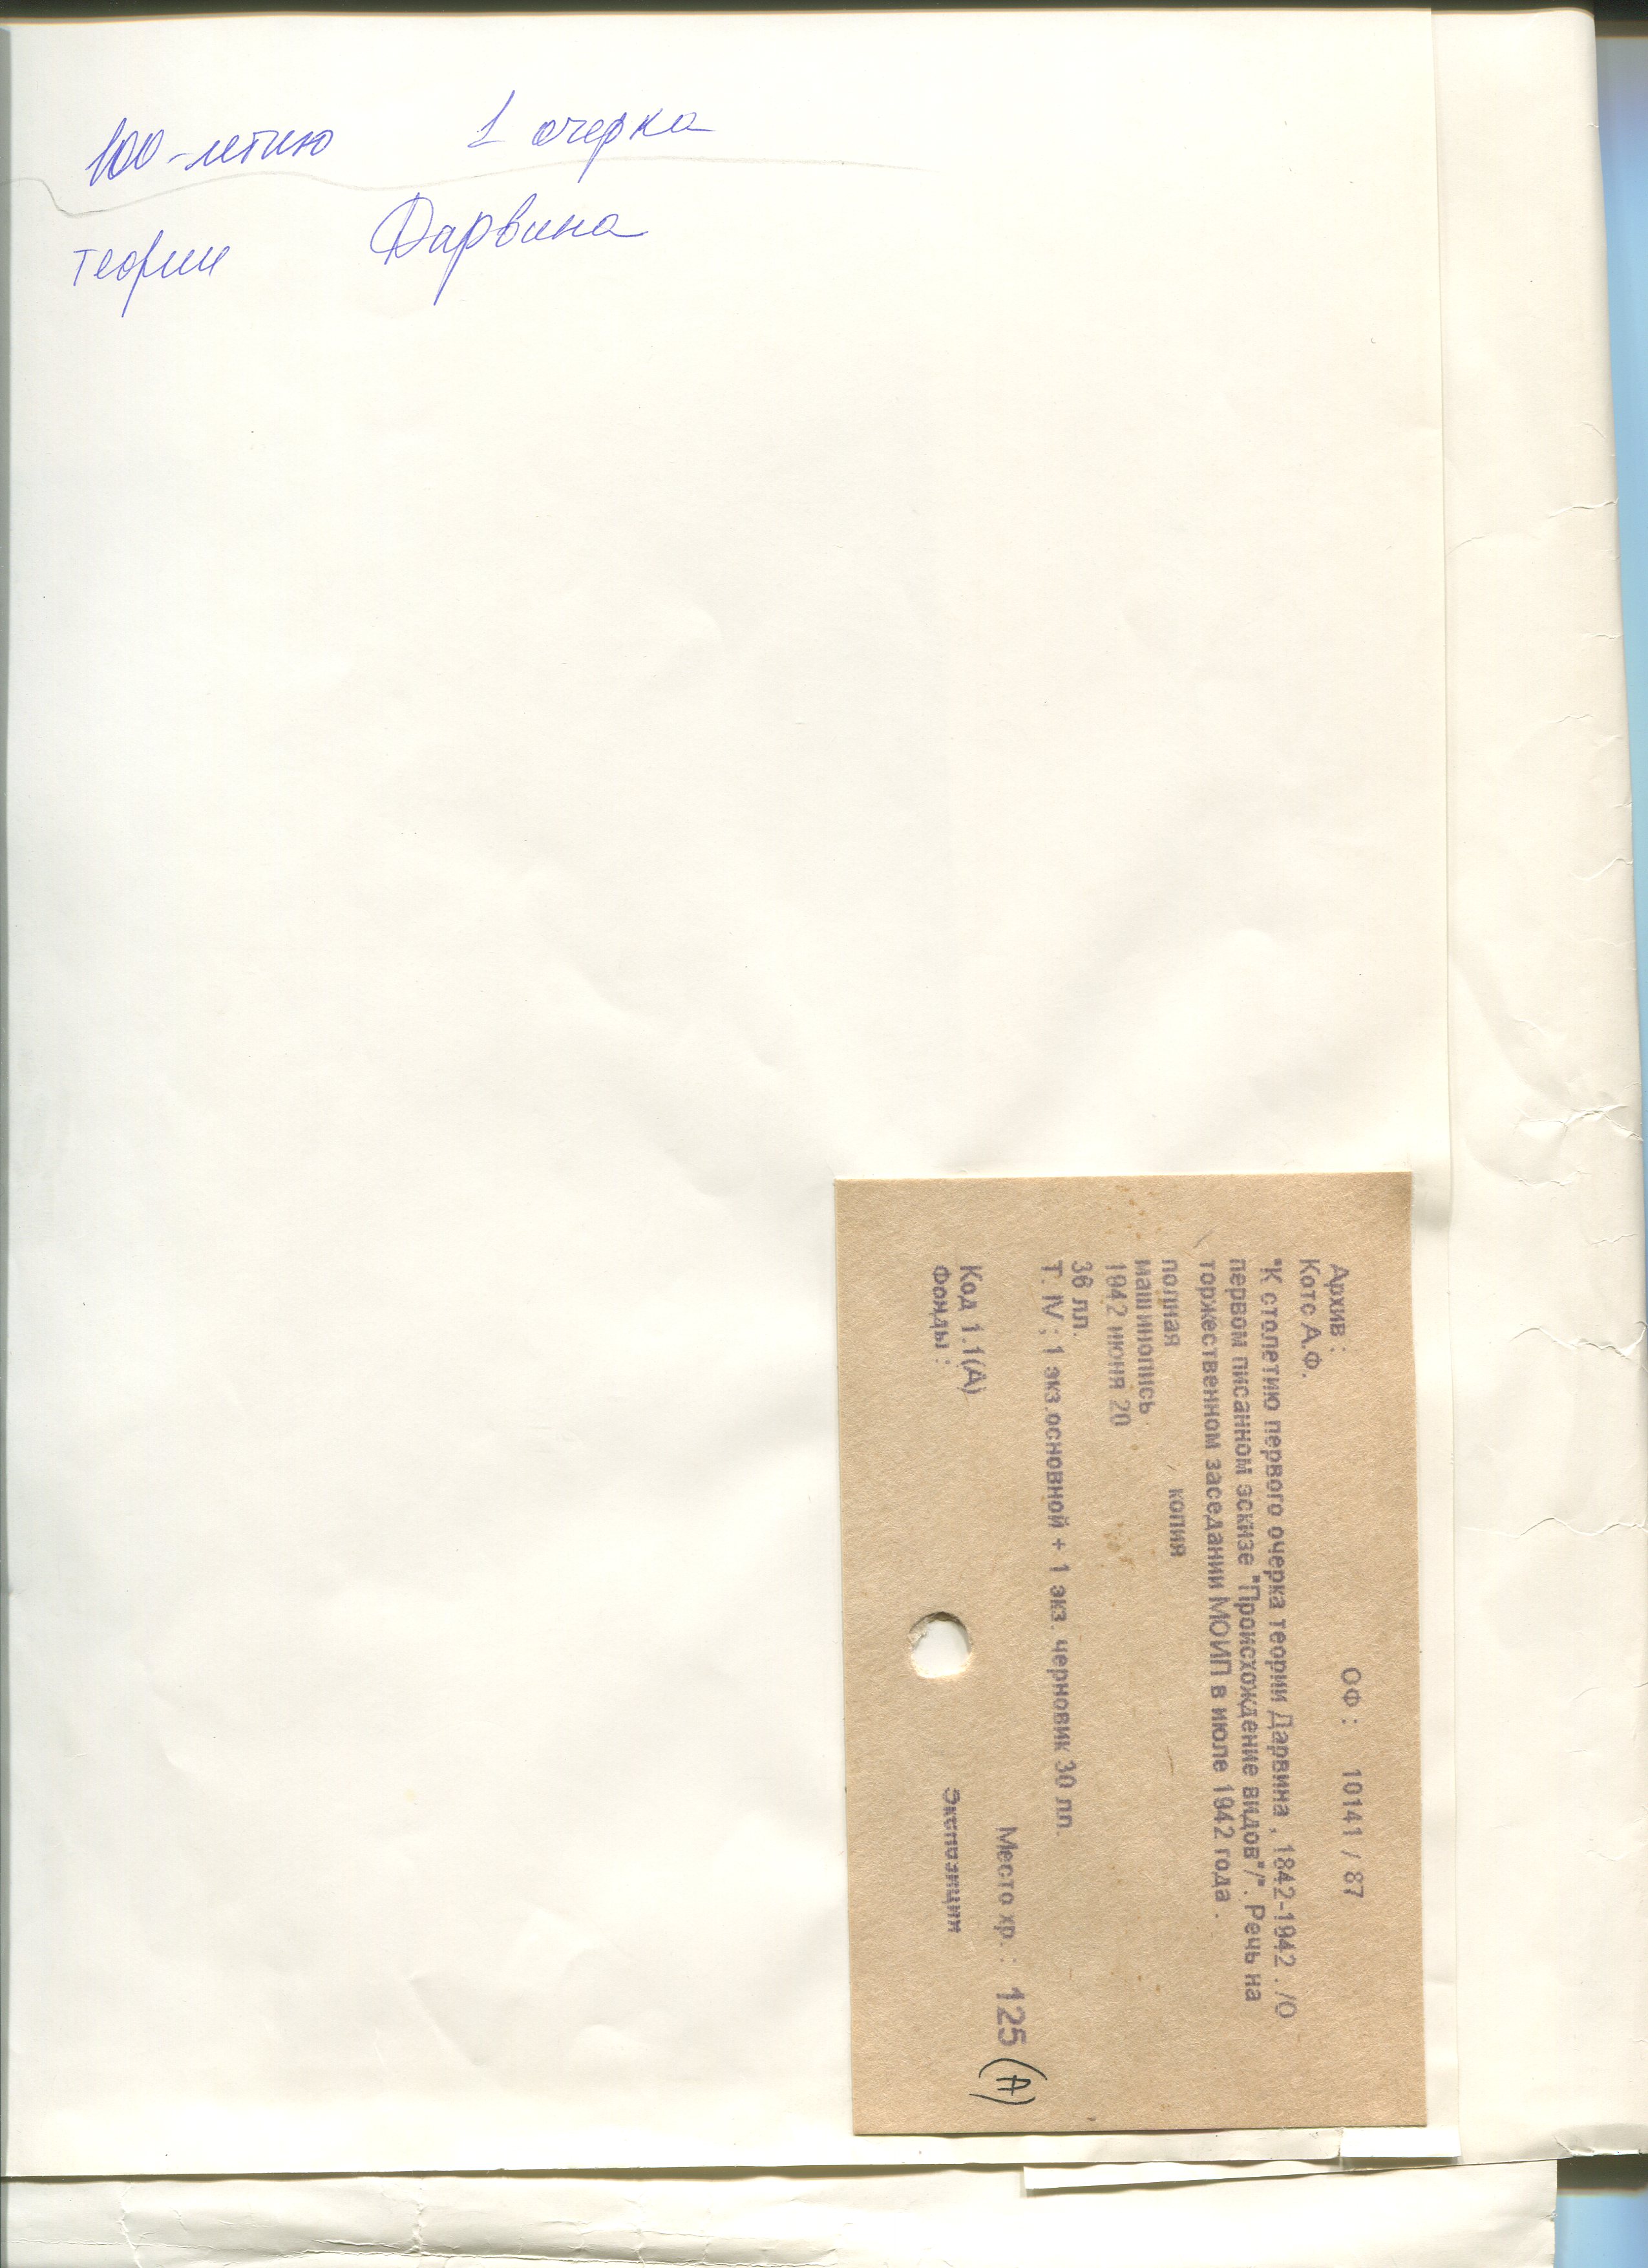 100-летию 1 очерка
теории Дарвина
Архив: ОФ: 10141 / 87
Котс А.Ф.
"К столетию первого очерка теории Дарвина, 1842-1942. /О
первом писанном эскизе "Происхождение видов"/". Речь на
торжественном заседании МОИП в июле 1942 года.
полная копия
машинопись
1942 июня 20
36 лл.
Т. IV; 1 экз.основной + 1 экз. черновик 30 лл.
Место хр.: 125 (А)
Код 1.1(А)
Фонды: Экспозиции